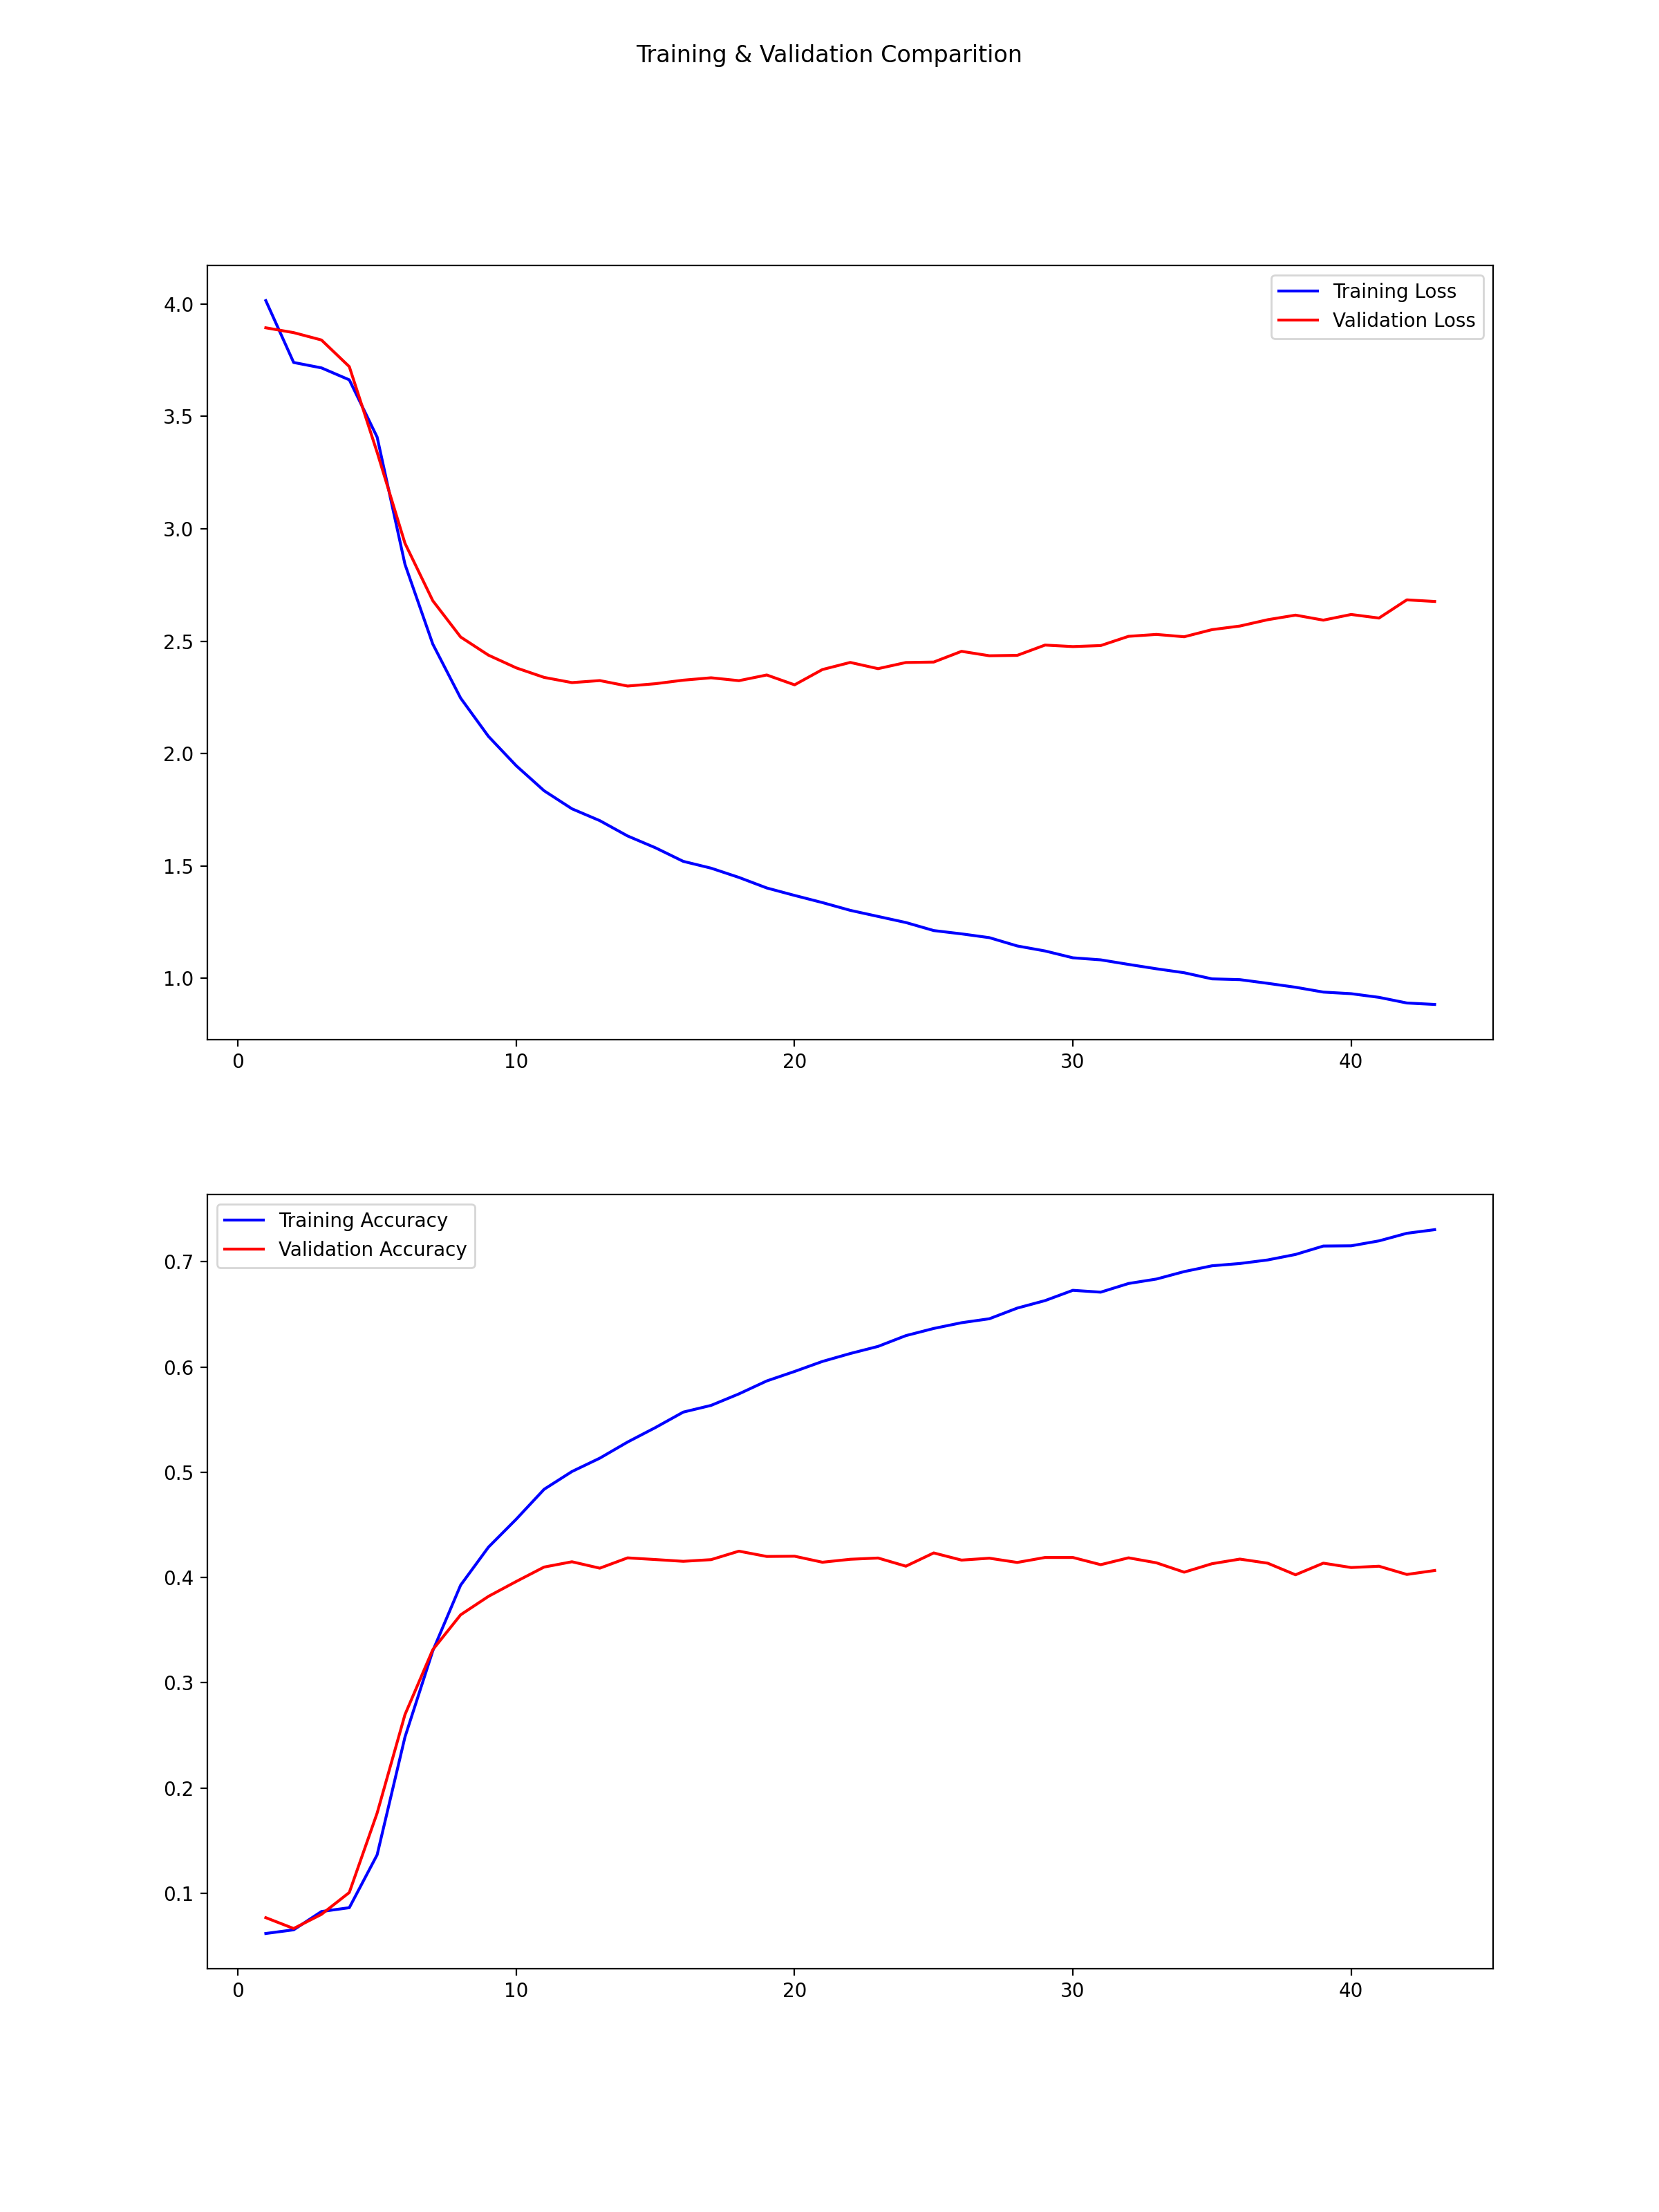 Training & Validation Comparition
4.0
3.5
3.0
2.5
2.0
1.5
1.0
0 10 20 30 40
Training Loss
Validation Loss
0.7
0.6
0.5
0.4
0.3
0.2
0.1
0 10 20 30 40
Training Accuracy
Validation Accuracy